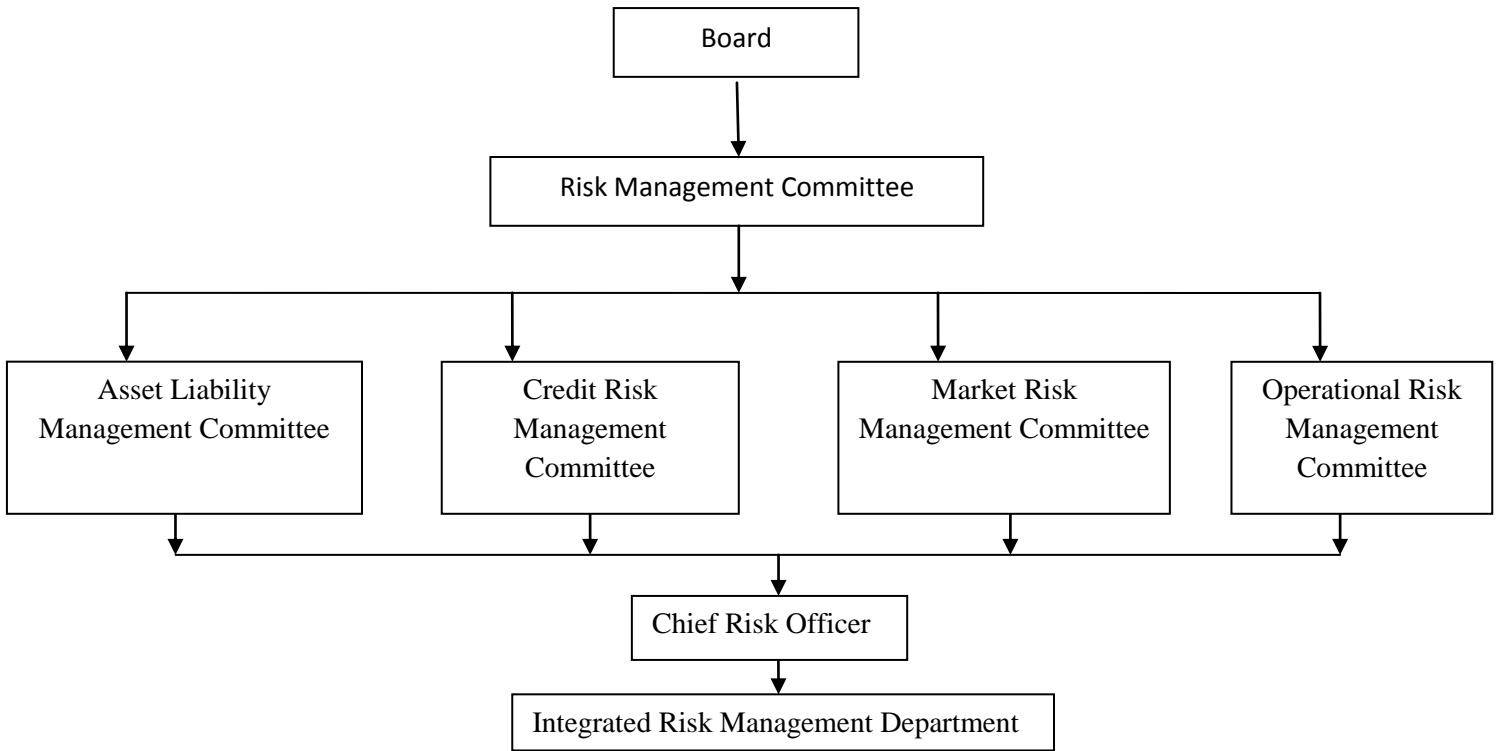 Board
Risk Management Committee
Asset Liability
Management Committee
Credit Risk
Management
Committee
Market Risk
Management Committee
Operational Risk
Management
Committee
Chief Risk Officer
Integrated Risk Management Department